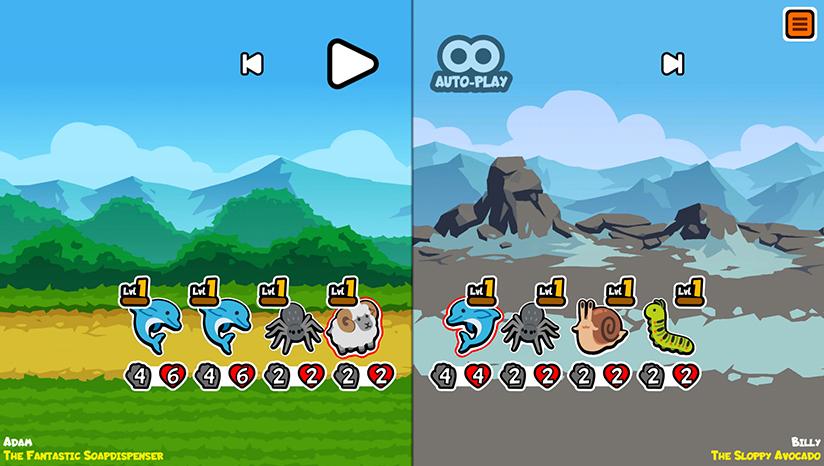 AUTO-PLAY
Lvl 1 Lvl 1 Lvl 1 Lvl 1 Lvl 1 Lvl 1 Lvl 1 Lvl 1
4 6 4 6 2 2 2 2 4 4 2 2 2 2 2 2
Adam
The Fantastic Soapdispenser
Billy
The Sloppy Avocado